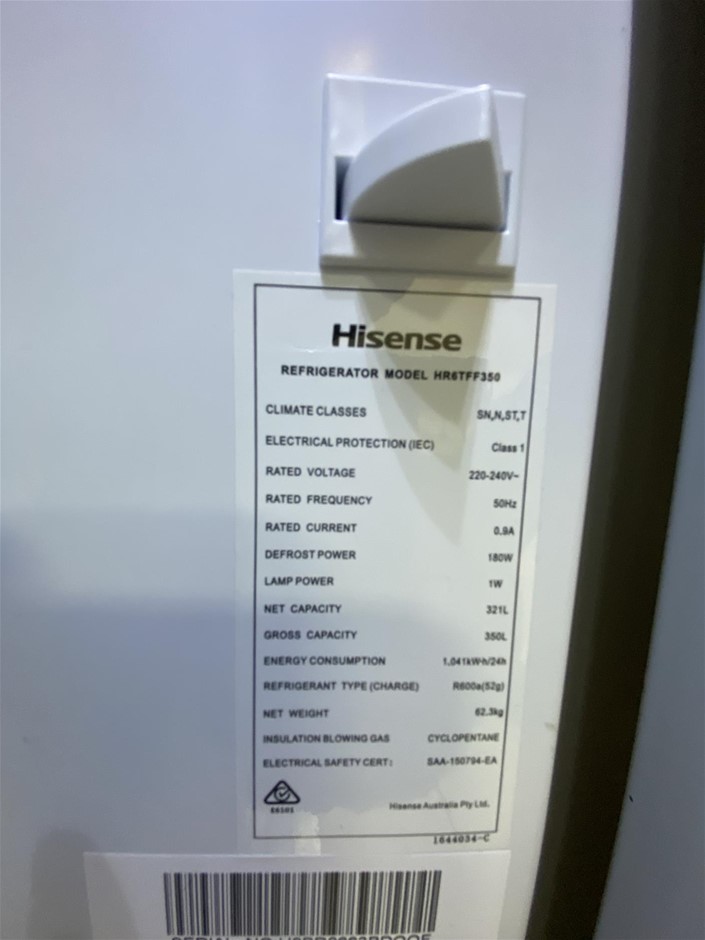 Hisense
REFRIGERATOR MODEL HR6TFF350
CLIMATE CLASSES SN,N,ST,T
ELECTRICAL PROTECTION (IEC) Class 1
RATED VOLTAGE 220-240V~
RATED FREQUENCY 50Hz
RATED CURRENT 0.9A
DEFROST POWER 180W
LAMP POWER 1W
NET CAPACITY 321L
GROSS CAPACITY 350L
ENERGY CONSUMPTION 1.041kW·h/24h
REFRIGERANT TYPE (CHARGE) R600a(52g)
NET WEIGHT 62.3kg
INSULATION BLOWING GAS CYCLOPENTANE
ELECTRICAL SAFETY CERT: SAA-150794-EA
Hisense Australia Pty Ltd.
1644034-C
SERIAL NO